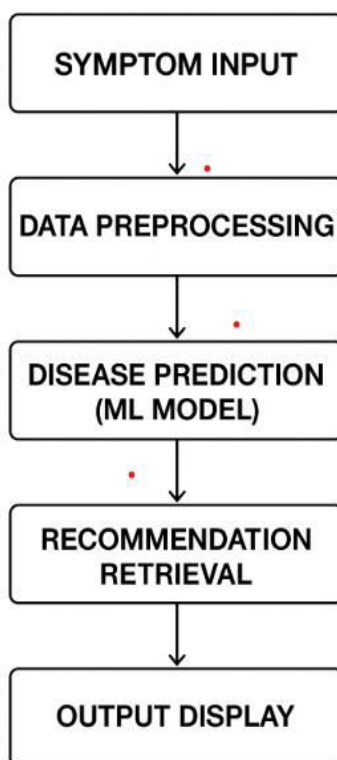 SYMPTOM INPUT
DATA PREPROCESSING
DISEASE PREDICTION
(ML MODEL)
RECOMMENDATION
RETRIEVAL
OUTPUT DISPLAY